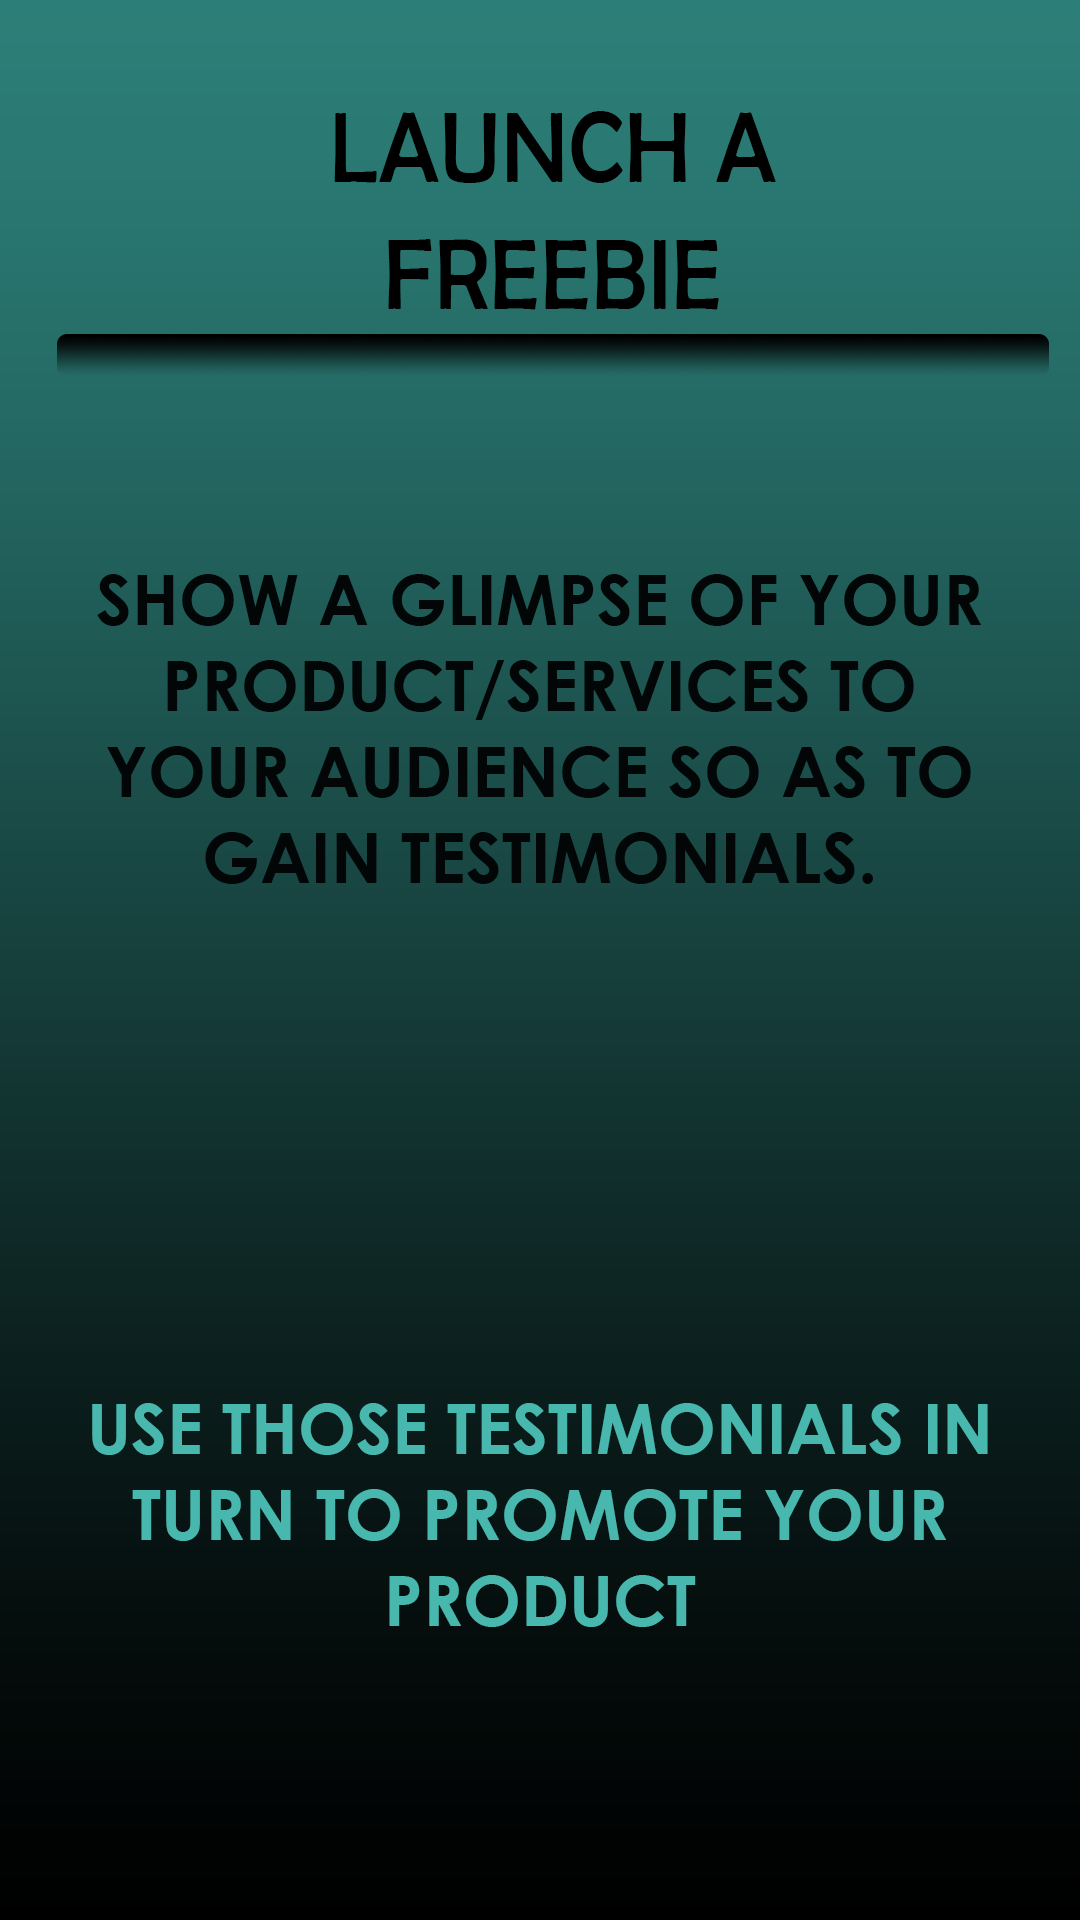 LAUNCH A
FREEBIE
SHOW A GLIMPSE OF YOUR
PRODUCT/SERVICES TO
YOUR AUDIENCE SO AS TO
GAIN TESTIMONIALS.
USE THOSE TESTIMONIALS IN
TURN TO PROMOTE YOUR
PRODUCT